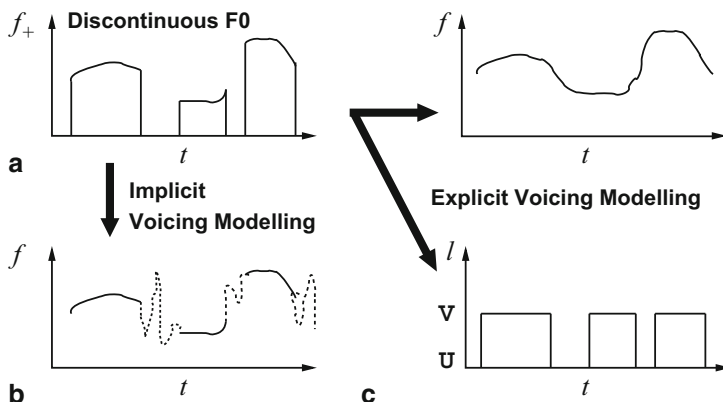 f+
Discontinuous F0
t
a
f
t
Implicit
Voicing Modelling
Explicit Voicing Modelling
f
t
b
l
V
U
t
c